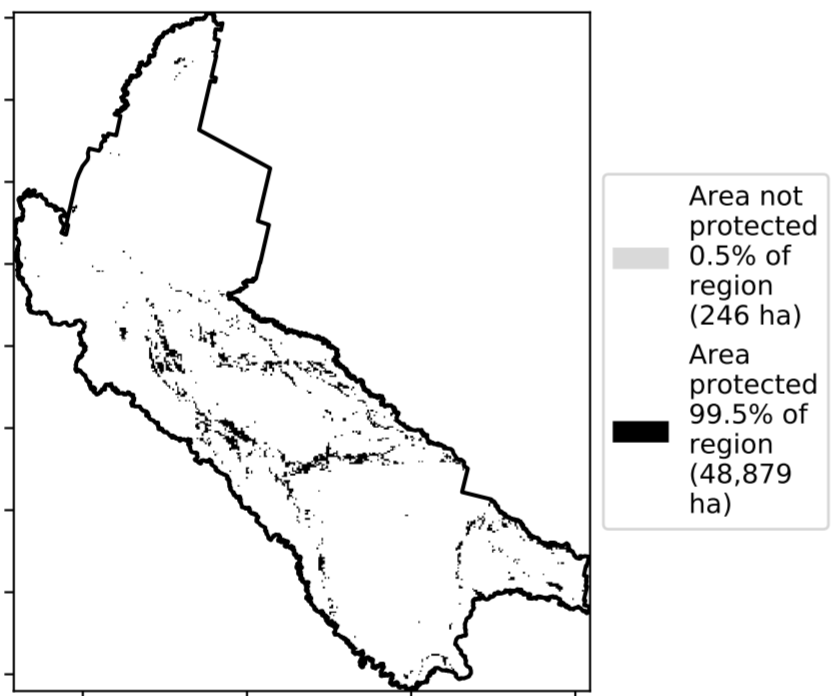 Area not
protected
0.5% of
region
(246 ha)
Area
protected
99.5% of
region
(48,879
ha)